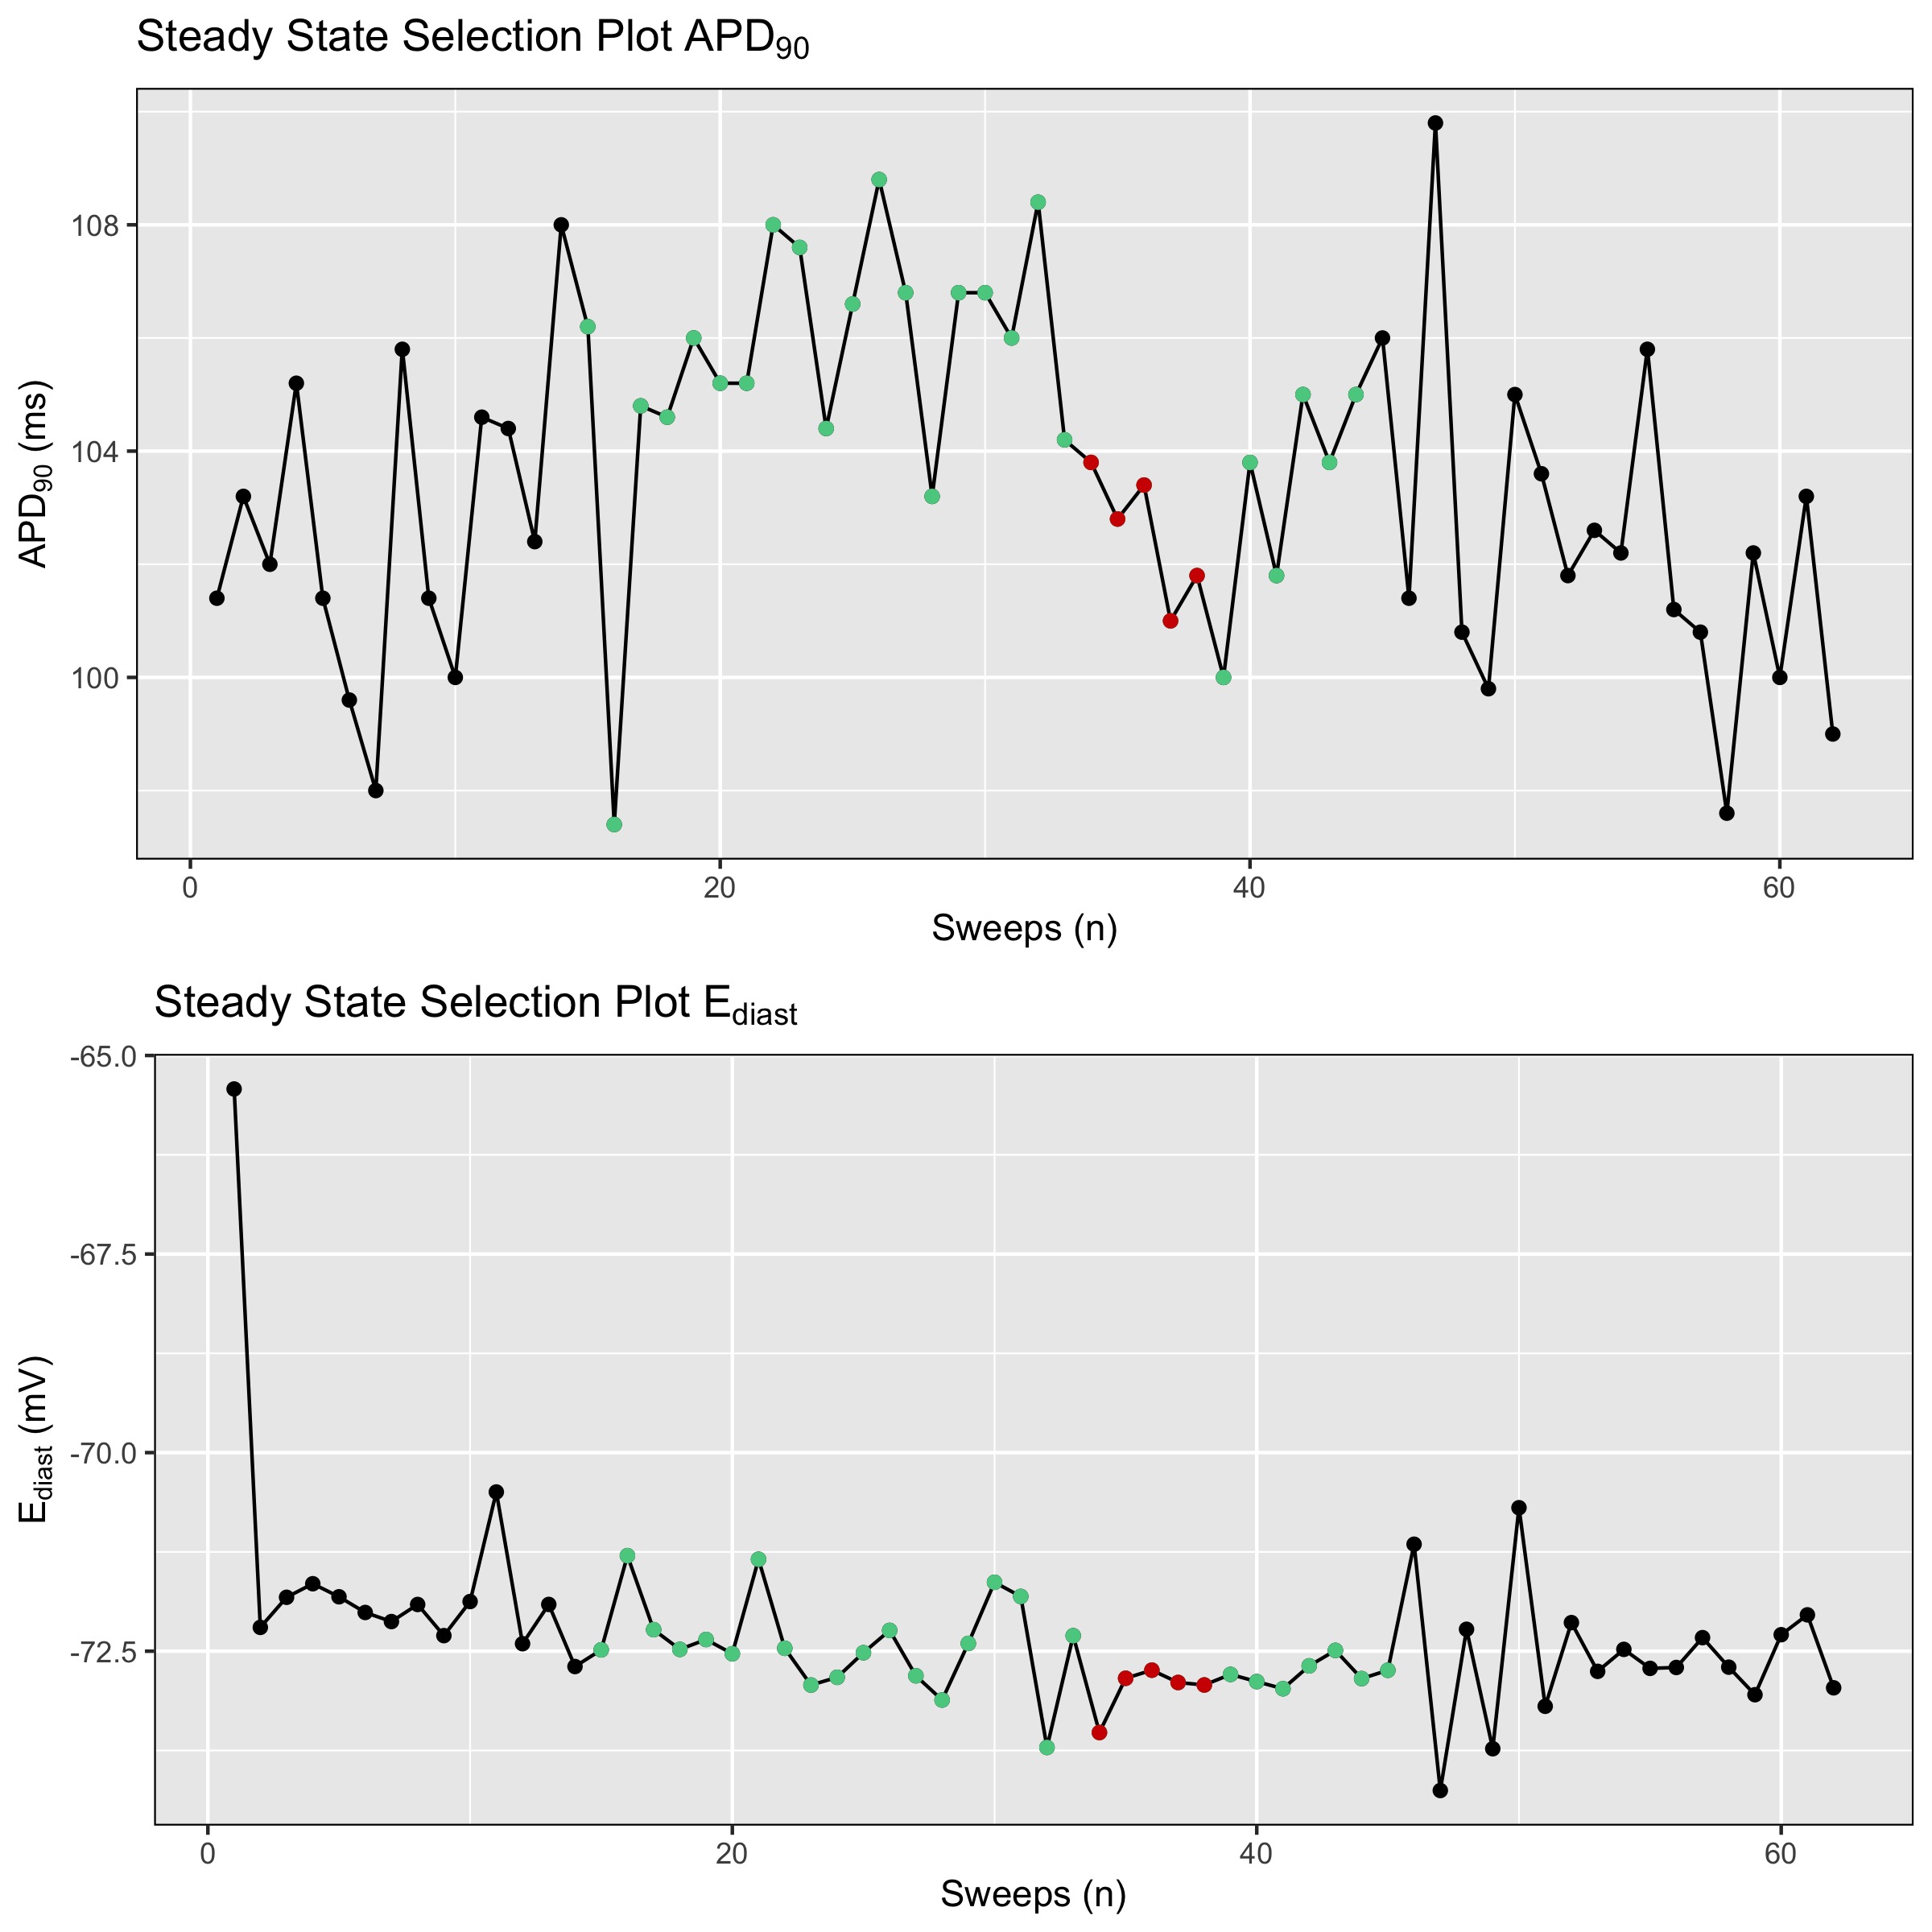 Steady State Selection Plot APD90
108
104
100
APD90 (ms)
0 20 40 60
Sweeps (n)
Steady State Selection Plot Ediast
-65.0
-67.5
-70.0
-72.5
Ediast (mV)
0 20 40 60
Sweeps (n)